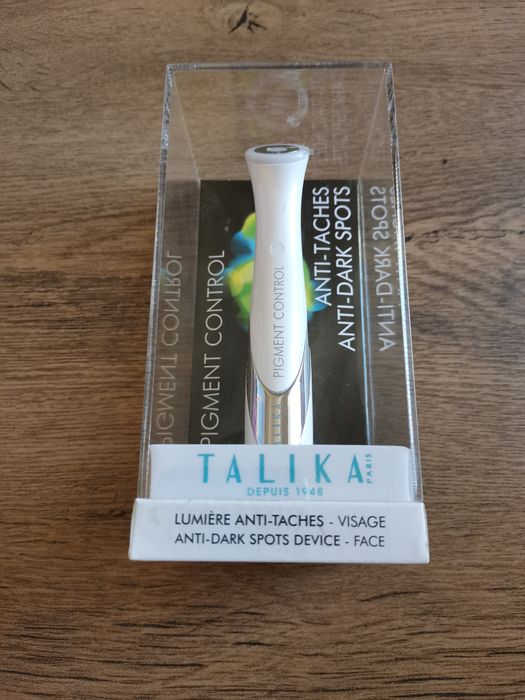 ANTI-TACHES
ANTI-DARK SPOTS
PIGMENT CONTROL
PIGMENT CONTROL
TALIKA
PARIS
DEPUIS 1948
LUMIÈRE ANTI-TACHES - VISAGE
ANTI-DARK SPOTS DEVICE - FACE